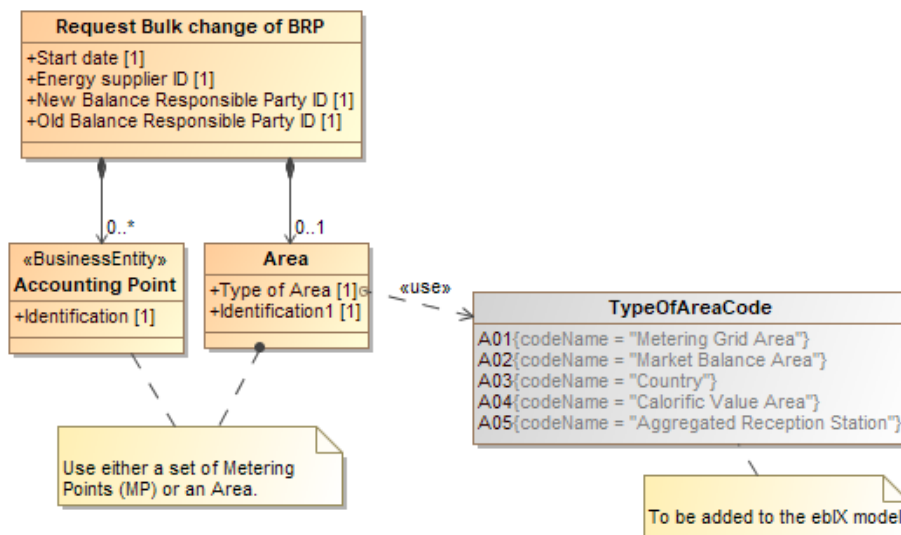 Request Bulk change of BRP
+Start date [1]
+Energy supplier ID [1]
+New Balance Responsible Party ID [1]
+Old Balance Responsible Party ID [1]
0..*
0..1
«BusinessEntity»
Accounting Point
+Identification [1]
Area
+Type of Area [1]
+Identification1 [1]
«use»
TypeOfAreaCode
A01{codeName = "Metering Grid Area"}
A02{codeName = "Market Balance Area"}
A03{codeName = "Country"}
A04{codeName = "Calorific Value Area"}
A05{codeName = "Aggregated Reception Station"}
Use either a set of Metering
Points (MP) or an Area.
To be added to the ebIX model